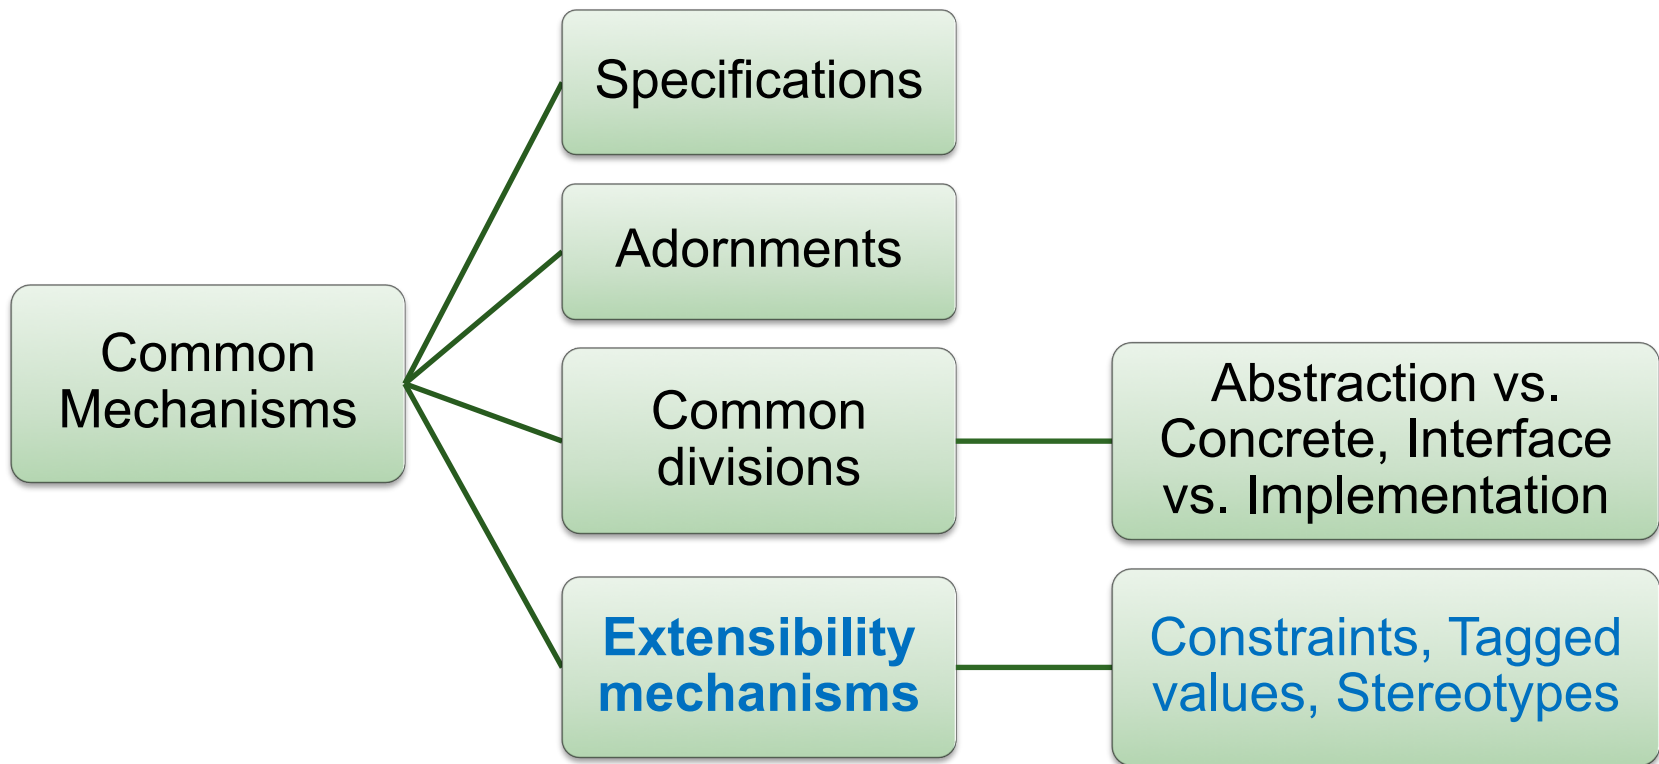 Specifications
Adornments
Common
Mechanisms
Common
divisions
Abstraction vs.
Concrete, Interface
vs. Implementation
Extensibility
mechanisms
Constraints, Tagged
values, Stereotypes